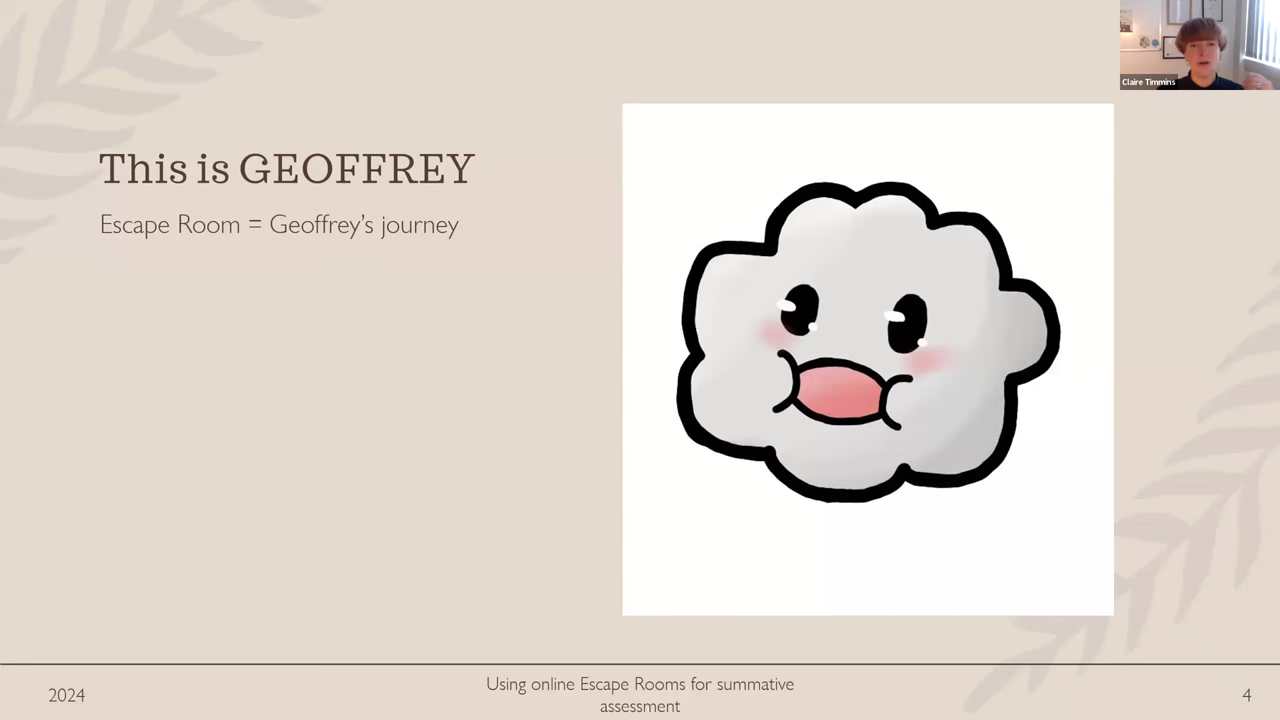 Claire Timmins
This is GEOFFREY
Escape Room = Geoffrey's journey
2024
Using online Escape Rooms for summative
assessment
4